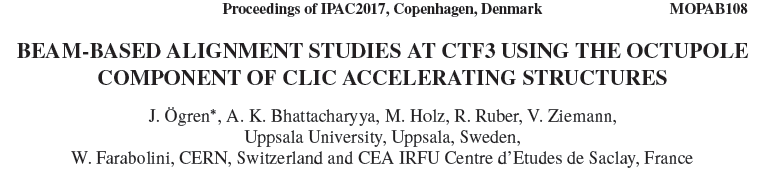 Proceedings of IPAC2017, Copenhagen, Denmark MOPAB108
BEAM-BASED ALIGNMENT STUDIES AT CTF3 USING THE OCTUPOLE
COMPONENT OF CLIC ACCELERATING STRUCTURES
J. Ögren*, A. K. Bhattacharyya, M. Holz, R. Ruber, V. Ziemann,
Uppsala University, Uppsala, Sweden,
W. Farabolini, CERN, Switzerland and CEA IRFU Centre d'Etudes de Saclay, France